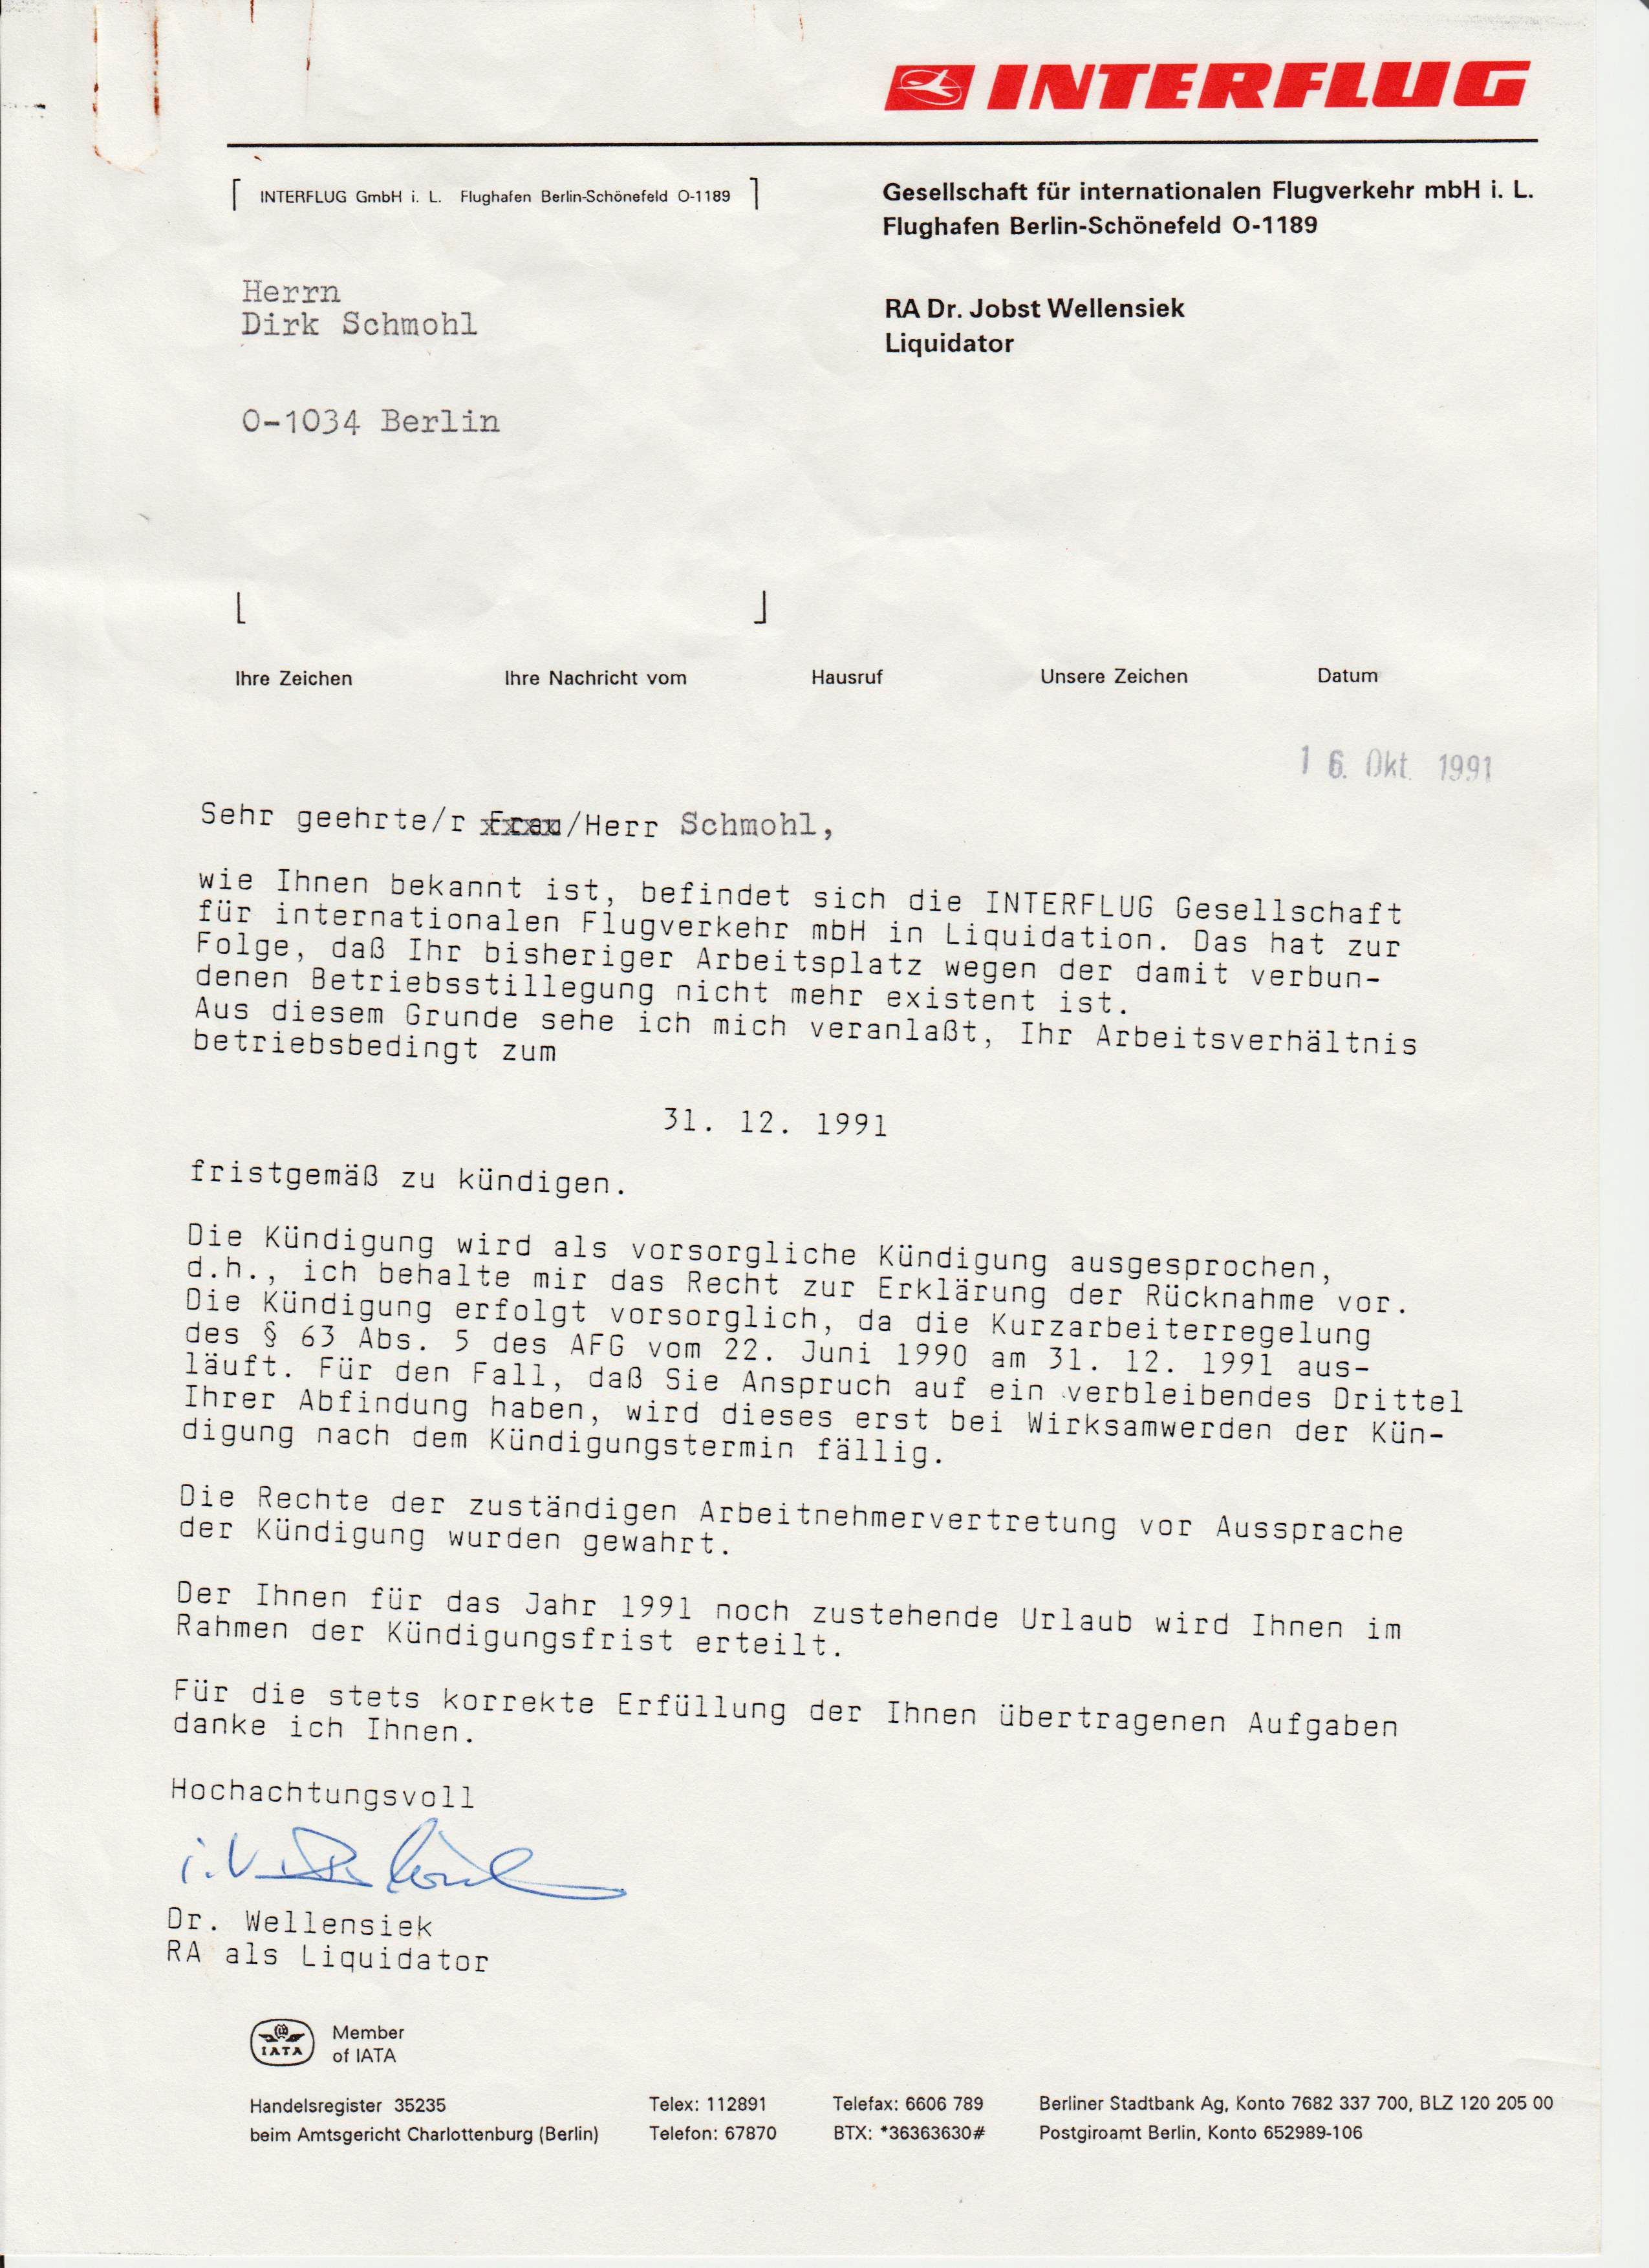 INTERFLUG
INTERFLUG GmbH i. L. Flughafen Berlin-Schönefeld O-1189
Gesellschaft für internationalen Flugverkehr mbH i. L.
Flughafen Berlin-Schönefeld O-1189
Herrn
Dirk Schmohl
O-1034 Berlin
RA Dr. Jobst Wellensiek
Liquidator
Ihre Zeichen Ihre Nachricht vom Hausruf Unsere Zeichen Datum
16. Okt. 1991
Sehr geehrte/r Frau/Herr Schmohl,
wie Ihnen bekannt ist, befindet sich die INTERFLUG Gesellschaft
für internationalen Flugverkehr mbH in Liquidation. Das hat zur
Folge, daß Ihr bisheriger Arbeitsplatz wegen der damit verbun-
denen Betriebsstillegung nicht mehr existent ist.
Aus diesem Grunde sehe ich mich veranlaßt, Ihr Arbeitsverhältnis
betriebsbedingt zum
31. 12. 1991
fristgemäß zu kündigen.
Die Kündigung wird als vorsorgliche Kündigung ausgesprochen,
d.h., ich behalte mir das Recht zur Erklärung der Rücknahme vor.
Die Kündigung erfolgt vorsorglich, da die Kurzarbeiterregelung
des § 63 Abs. 5 des AFG vom 22. Juni 1990 am 31. 12. 1991 aus-
läuft. Für den Fall, daß Sie Anspruch auf ein verbleibendes Drittel
Ihrer Abfindung haben, wird dieses erst bei Wirksamwerden der Kün-
digung nach dem Kündigungstermin fällig.
Die Rechte der zuständigen Arbeitnehmervertretung vor Aussprache
der Kündigung wurden gewahrt.
Der Ihnen für das Jahr 1991 noch zustehende Urlaub wird Ihnen im
Rahmen der Kündigungsfrist erteilt.
Für die stets korrekte Erfüllung der Ihnen übertragenen Aufgaben
danke ich Ihnen.
Hochachtungsvoll
i.V.
Dr. Wellensiek
RA als Liquidator
IATA
Member
of IATA
Handelsregister 35235 Telex: 112891 Telefax: 6606 789 Berliner Stadtbank Ag, Konto 7682 337 700, BLZ 120 205 00
beim Amtsgericht Charlottenburg (Berlin) Telefon: 67870 BTX: *36363630# Postgiroamt Berlin, Konto 652989-106